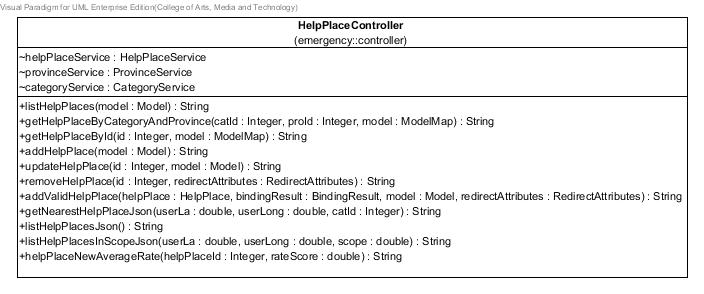 Visual Paradigm for UML Enterprise Edition(College of Arts, Media and Technology)
HelpPlaceController
(emergency::controller)
~helpPlaceService : HelpPlaceService
~provinceService : ProvinceService
~categoryService : CategoryService
+listHelpPlaces(model : Model) : String
+getHelpPlaceByCategoryAndProvince(catId : Integer, proId : Integer, model : ModelMap) : String
+getHelpPlaceById(id : Integer, model : ModelMap) : String
+addHelpPlace(model : Model) : String
+updateHelpPlace(id : Integer, model : Model) : String
+removeHelpPlace(id : Integer, redirectAttributes : RedirectAttributes) : String
+addValidHelpPlace(helpPlace : HelpPlace, bindingResult : BindingResult, model : Model, redirectAttributes : RedirectAttributes) : String
+getNearestHelpPlaceJson(userLa : double, userLong : double, catId : Integer) : String
+listHelpPlacesJson() : String
+listHelpPlacesInScopeJson(userLa : double, userLong : double, scope : double) : String
+helpPlaceNewAverageRate(helpPlaceId : Integer, rateScore : double) : String